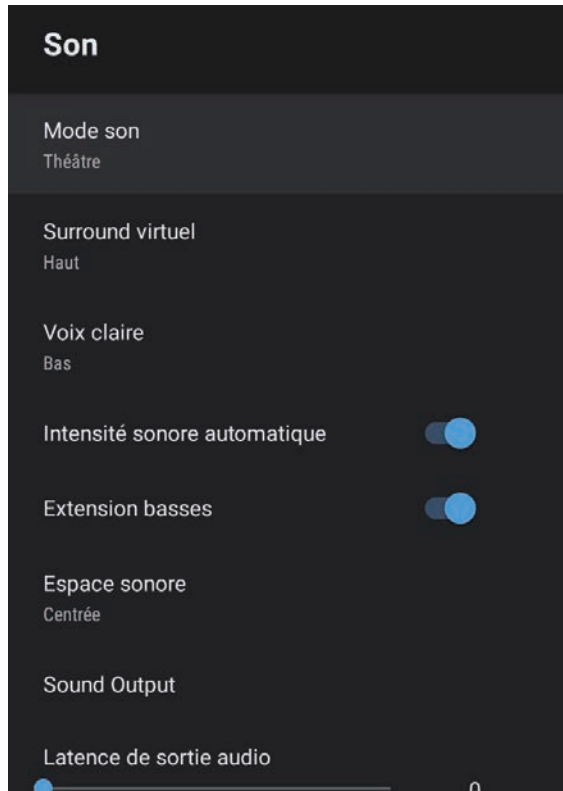 Son
Mode son
Théâtre
Surround virtuel
Haut
Voix claire
Bas
Intensité sonore automatique
Extension basses
Espace sonore
Centrée
Sound Output
Latence de sortie audio
0